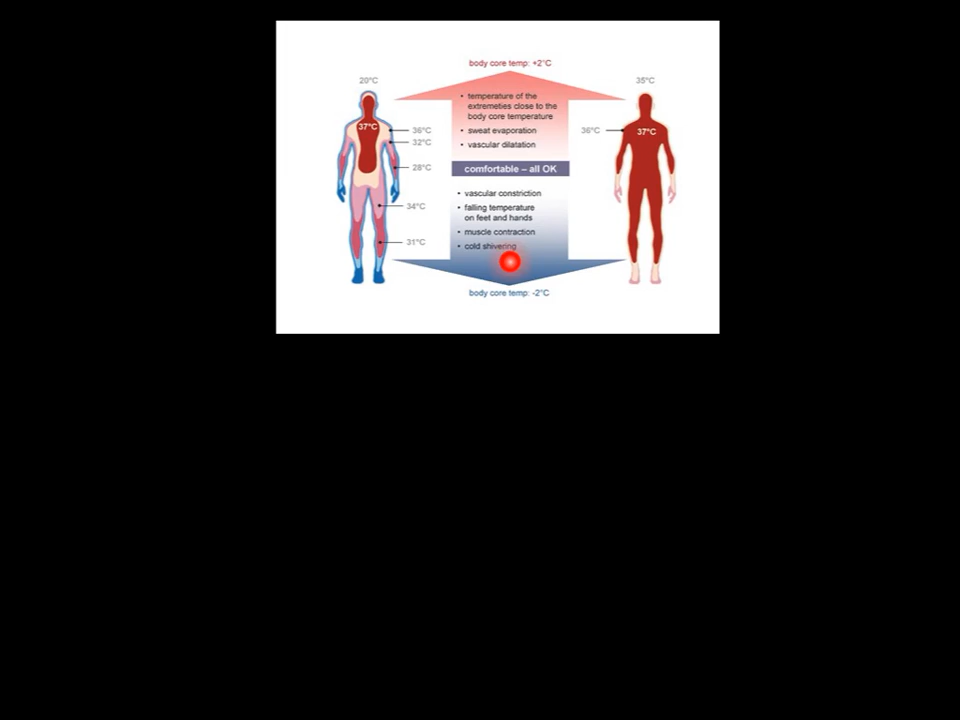 body core temp: +2°C
20°C
35°C
• temperature of the
extremeties close to the
body core temperature
• sweat evaporation
• vascular dilatation
37°C
36°C
32°C
28°C
34°C
31°C
36°C
37°C
comfortable – all OK
• vascular constriction
• falling temperature
on feet and hands
• muscle contraction
• cold shivering
body core temp: -2°C